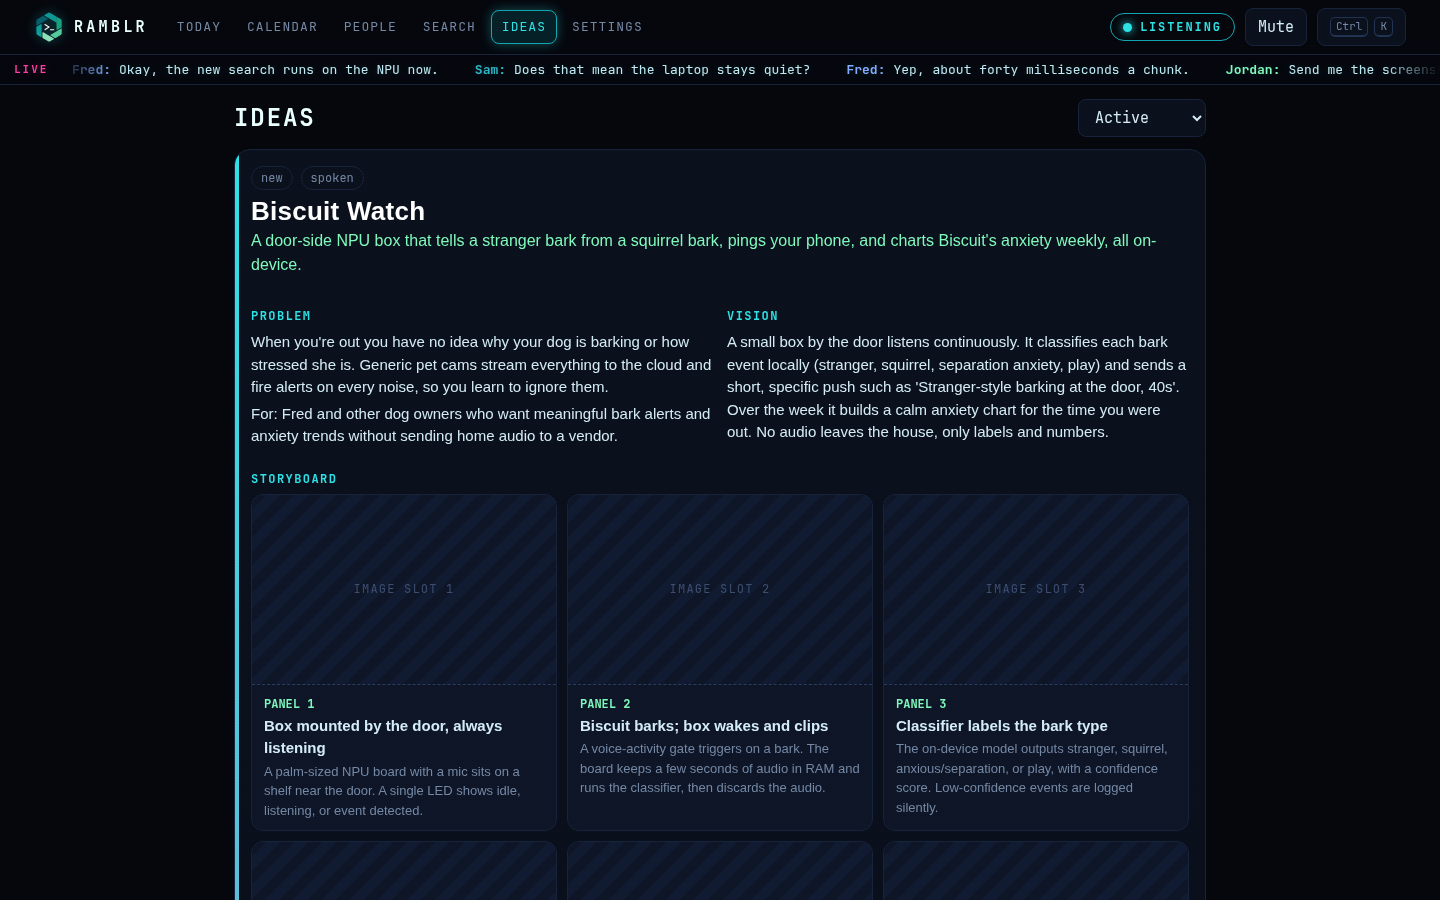 RAMBLR TODAY CALENDAR PEOPLE SEARCH IDEAS SETTINGS LISTENING Mute Ctrl K
LIVE Fred: Okay, the new search runs on the NPU now. Sam: Does that mean the laptop stays quiet? Fred: Yep, about forty milliseconds a chunk. Jordan: Send me the screens
IDEAS
Active
new spoken
Biscuit Watch
A door-side NPU box that tells a stranger bark from a squirrel bark, pings your phone, and charts Biscuit's anxiety weekly, all on-
device.
PROBLEM
When you're out you have no idea why your dog is barking or how
stressed she is. Generic pet cams stream everything to the cloud and
fire alerts on every noise, so you learn to ignore them.
For: Fred and other dog owners who want meaningful bark alerts and
anxiety trends without sending home audio to a vendor.
VISION
A small box by the door listens continuously. It classifies each bark
event locally (stranger, squirrel, separation anxiety, play) and sends a
short, specific push such as 'Stranger-style barking at the door, 40s'.
Over the week it builds a calm anxiety chart for the time you were
out. No audio leaves the house, only labels and numbers.
STORYBOARD
IMAGE SLOT 1
PANEL 1
Box mounted by the door, always
listening
A palm-sized NPU board with a mic sits on a
shelf near the door. A single LED shows idle,
listening, or event detected.
IMAGE SLOT 2
PANEL 2
Biscuit barks; box wakes and clips
A voice-activity gate triggers on a bark. The
board keeps a few seconds of audio in RAM and
runs the classifier, then discards the audio.
IMAGE SLOT 3
PANEL 3
Classifier labels the bark type
The on-device model outputs stranger, squirrel,
anxious/separation, or play, with a confidence
score. Low-confidence events are logged
silently.